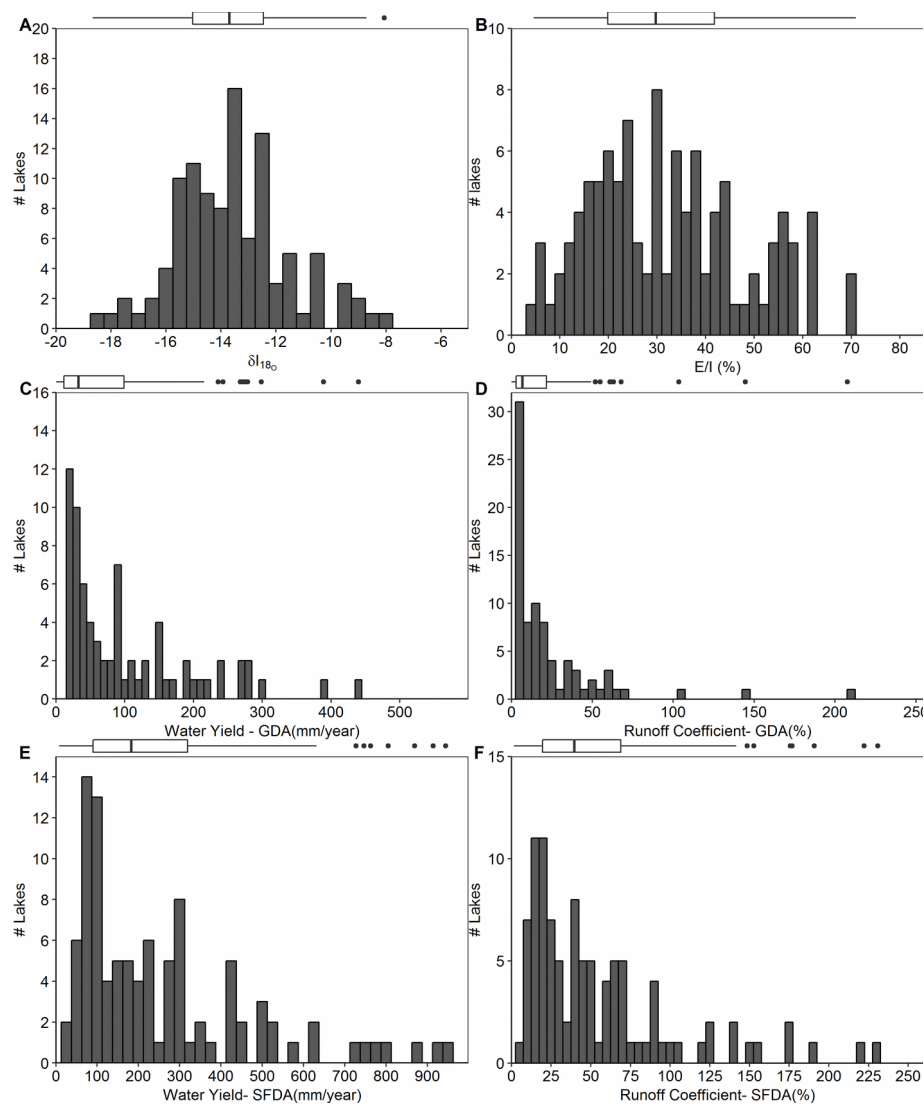 A
20
18
16
14
12
10
8
6
4
2
0
# Lakes
-20 -18 -16 -14 -12 -10 -8 -6
δI18O
B
10
8
6
4
2
0
# lakes
0 10 20 30 40 50 60 70 80
E/I (%)
C
16
14
12
10
8
6
4
2
0
# Lakes
0 100 200 300 400 500
Water Yield - GDA(mm/year)
D
30
25
20
15
10
5
0
# Lakes
0 50 100 150 200 250
Runoff Coefficient- GDA(%)
E
14
12
10
8
6
4
2
0
# Lakes
0 100 200 300 400 500 600 700 800 900
Water Yield- SFDA(mm/year)
F
15
10
5
0
# Lakes
0 25 50 75 100 125 150 175 200 225 250
Runoff Coefficient- SFDA(%)